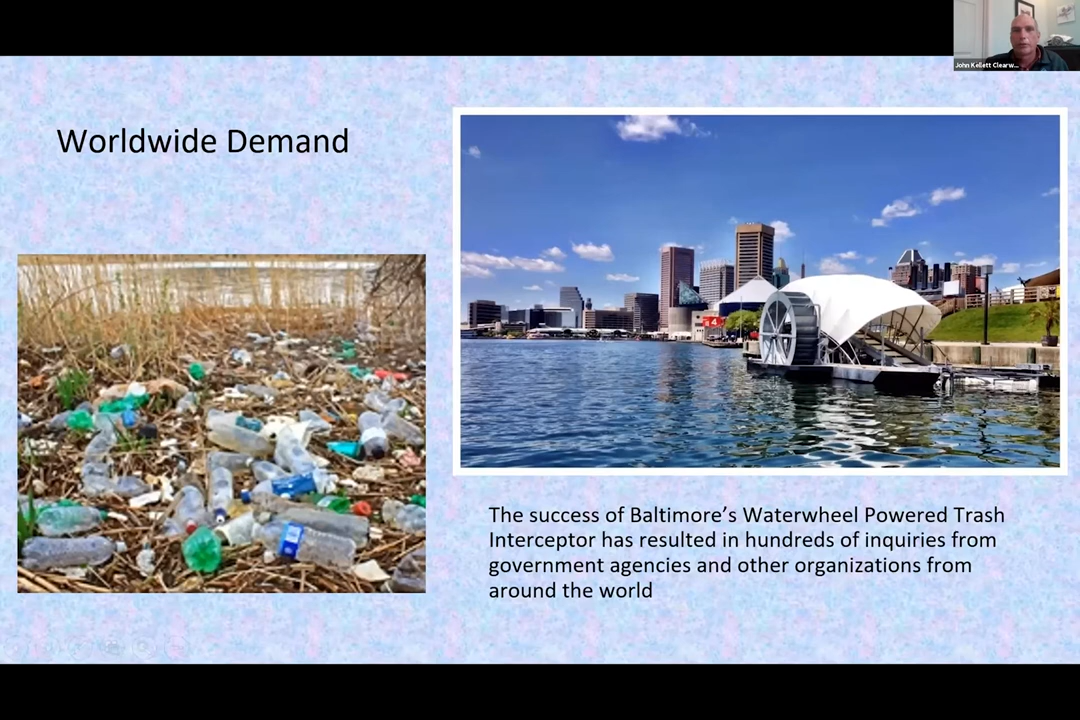 John Kellett Clearw...
Worldwide Demand
The success of Baltimore’s Waterwheel Powered Trash
Interceptor has resulted in hundreds of inquiries from
government agencies and other organizations from
around the world